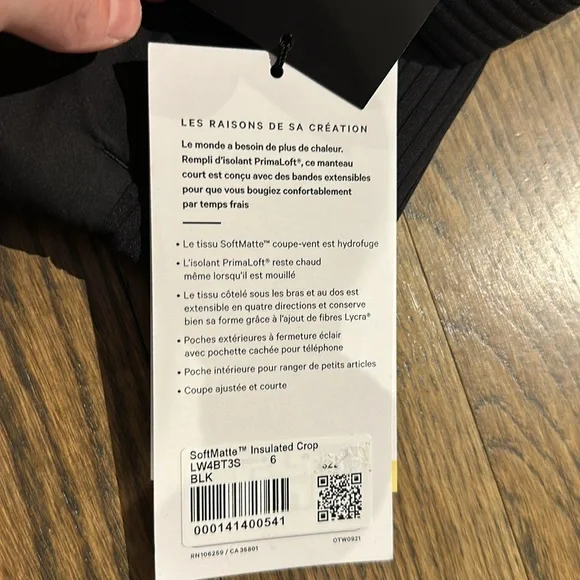 LES RAISONS DE SA CRÉATION
Le monde a besoin de plus de chaleur.
Rempli d'isolant PrimaLoft®, ce manteau
court est conçu avec des bandes extensibles
pour que vous bougiez confortablement
par temps frais
• Le tissu SoftMatte™ coupe-vent est hydrofuge
• L'isolant PrimaLoft® reste chaud
même lorsqu'il est mouillé
• Le tissu côtelé sous les bras et au dos est
extensible en quatre directions et conserve
bien sa forme grâce à l'ajout de fibres Lycra®
• Poches extérieures à fermeture éclair
avec pochette cachée pour téléphone
• Poche intérieure pour ranger de petits articles
• Coupe ajustée et courte
SoftMatte™ Insulated Crop
LW4BT3S 6
BLK
000141400541
RN106259 / CA35801
OTW0921